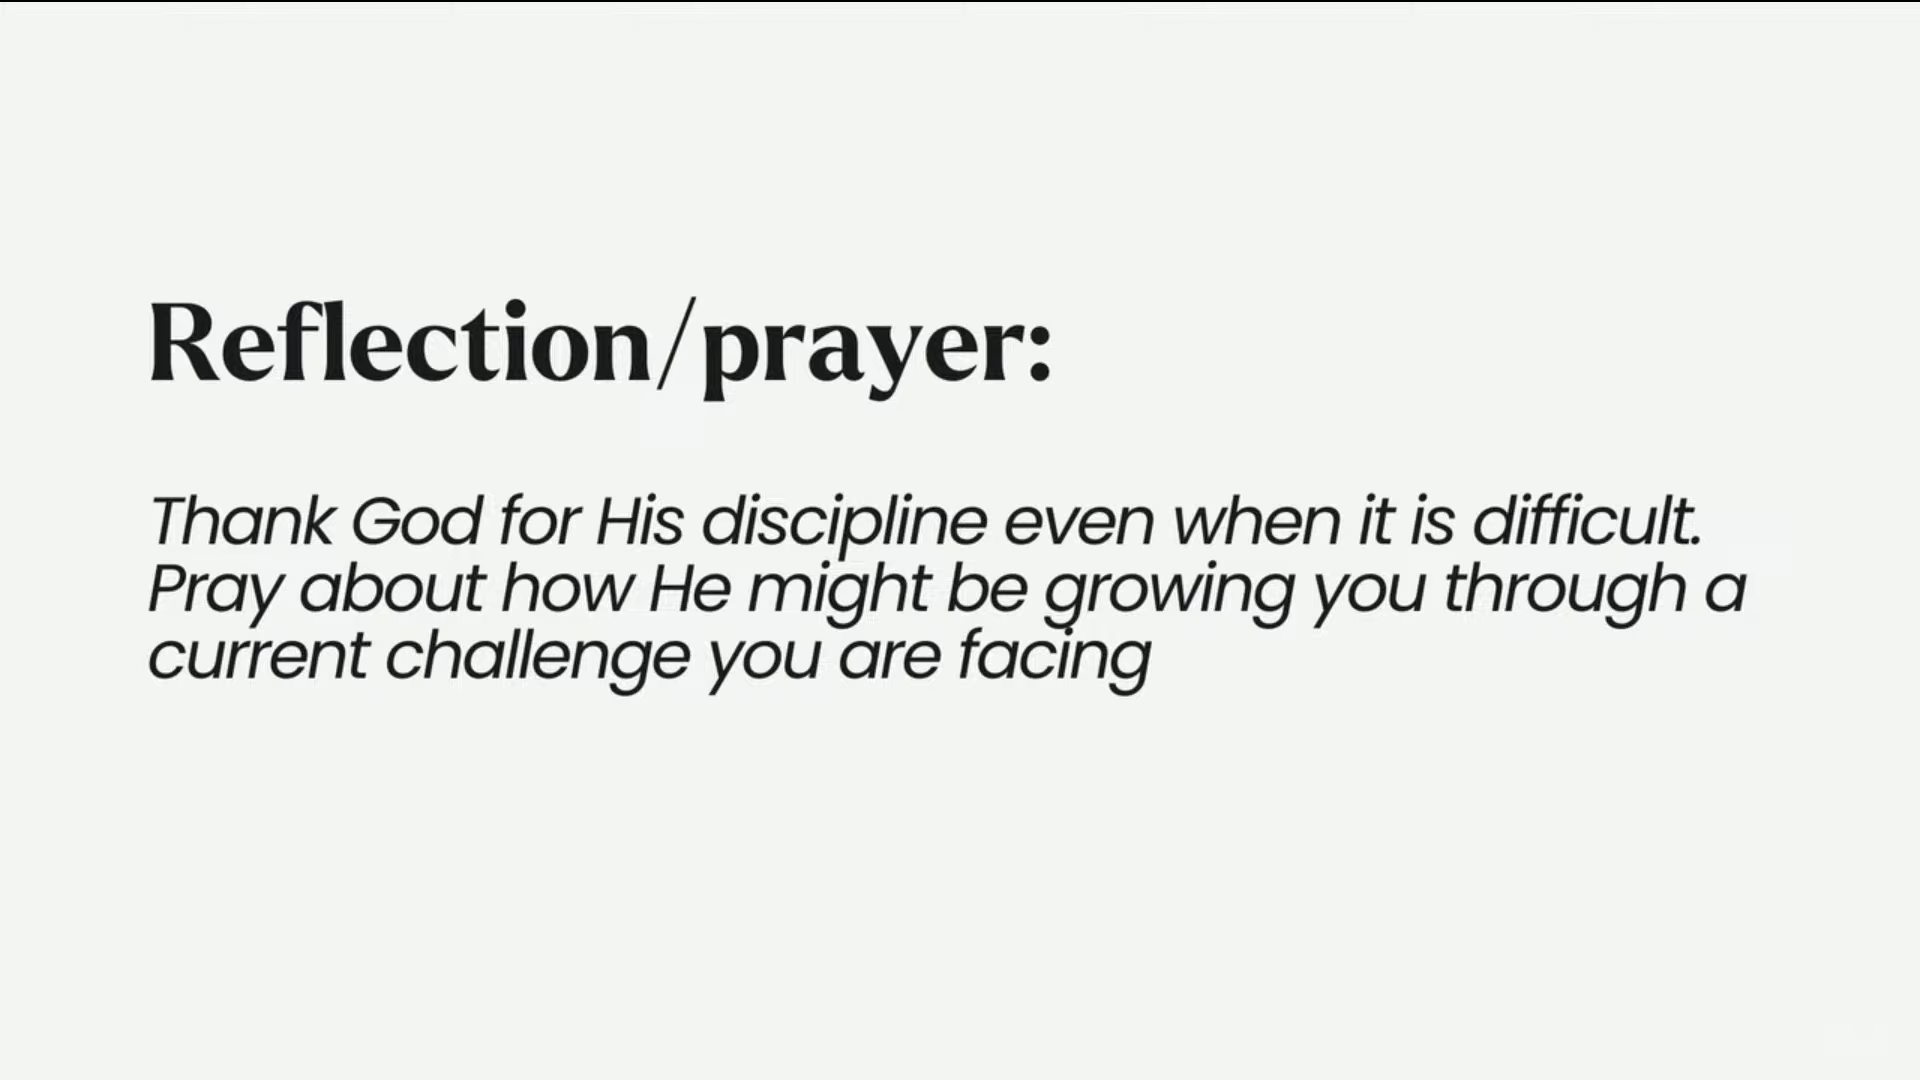 Reflection/prayer:
Thank God for His discipline even when it is difficult.
Pray about how He might be growing you through a
current challenge you are facing